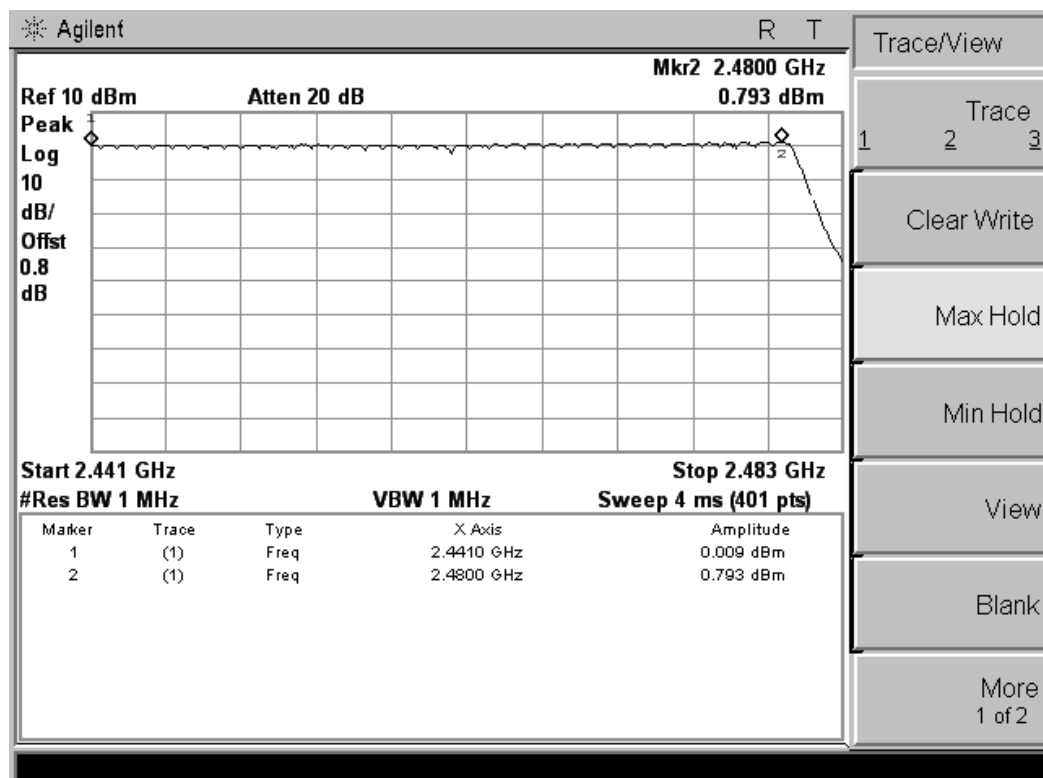 Agilent R T
Mkr2 2.4800 GHz
Ref 10 dBm Atten 20 dB 0.793 dBm
Peak
Log
10
dB/
Offst
0.8
dB
1
2
Start 2.441 GHz Stop 2.483 GHz
#Res BW 1 MHz VBW 1 MHz Sweep 4 ms (401 pts)
Marker Trace Type X Axis Amplitude
1 (1) Freq 2.4410 GHz 0.009 dBm
2 (1) Freq 2.4800 GHz 0.793 dBm
Trace/View
Trace
1 2 3
Clear Write
Max Hold
Min Hold
View
Blank
More
1 of 2